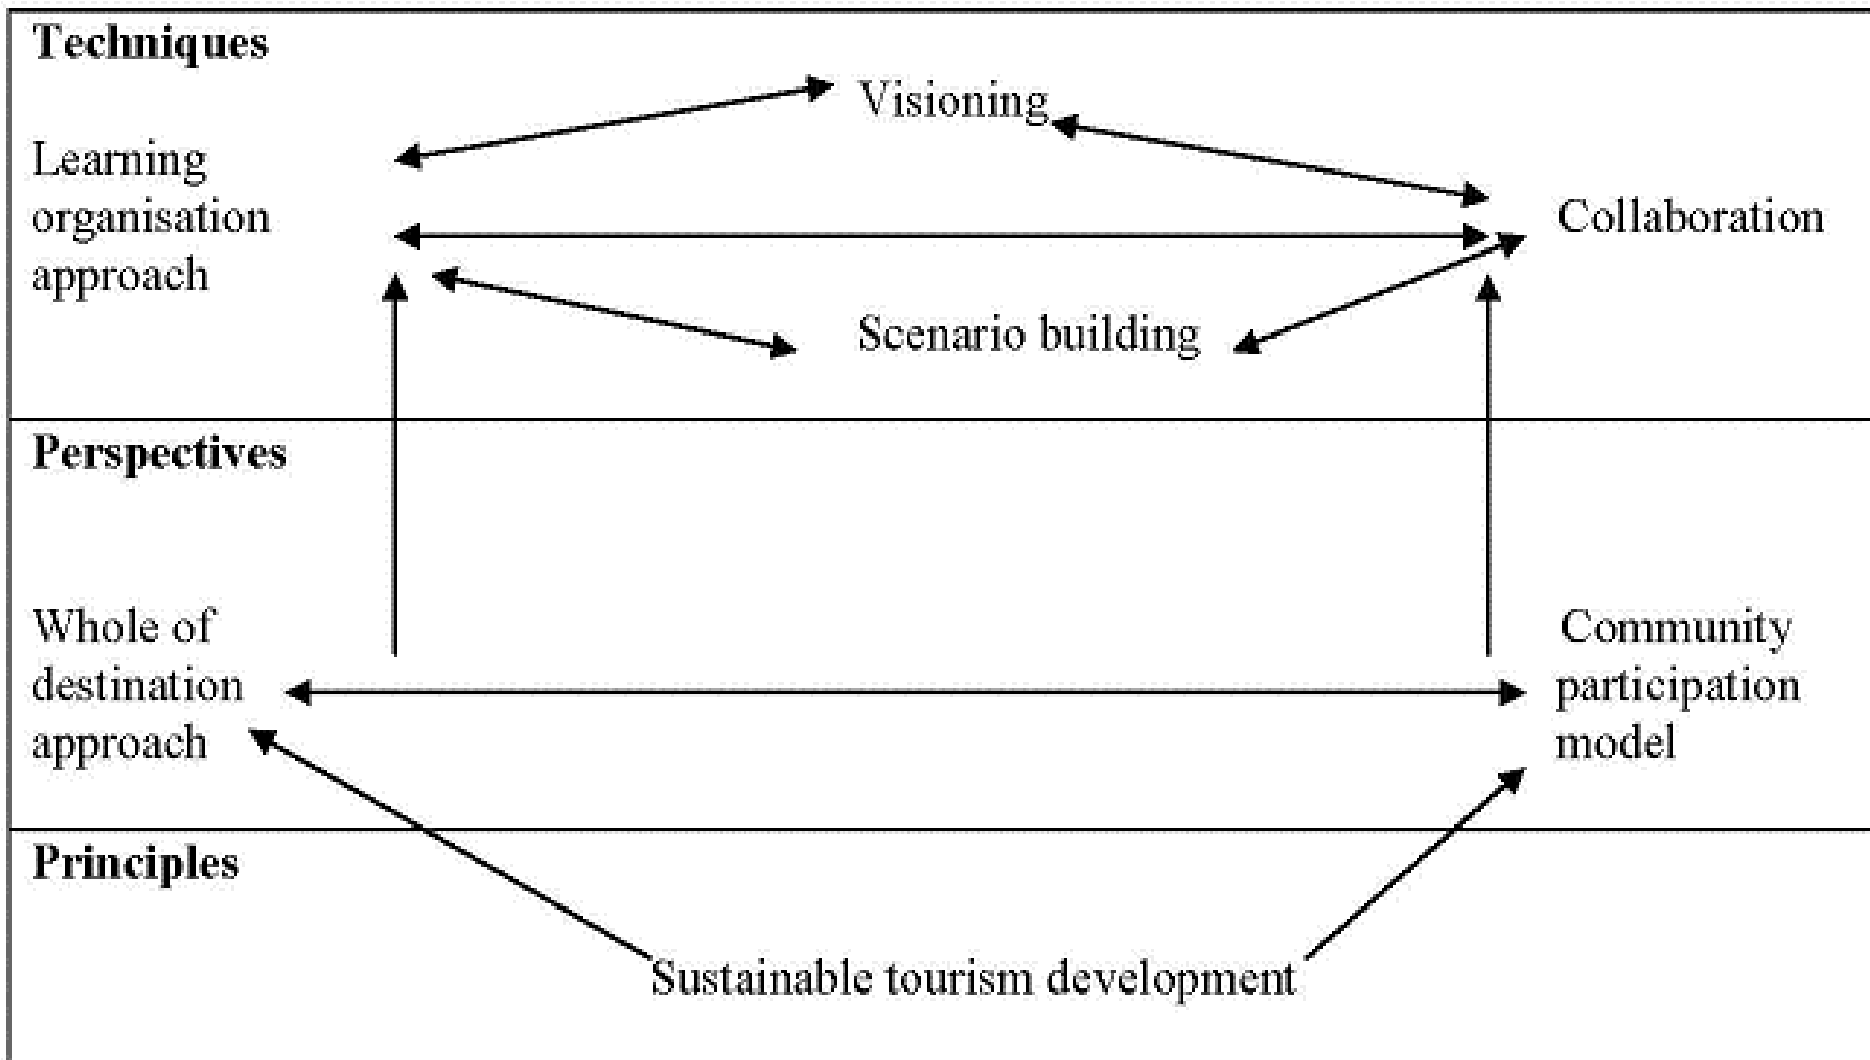 Techniques
Visioning
Learning
organisation
approach
Collaboration
Scenario building
Perspectives
Whole of
destination
approach
Community
participation
model
Principles
Sustainable tourism development